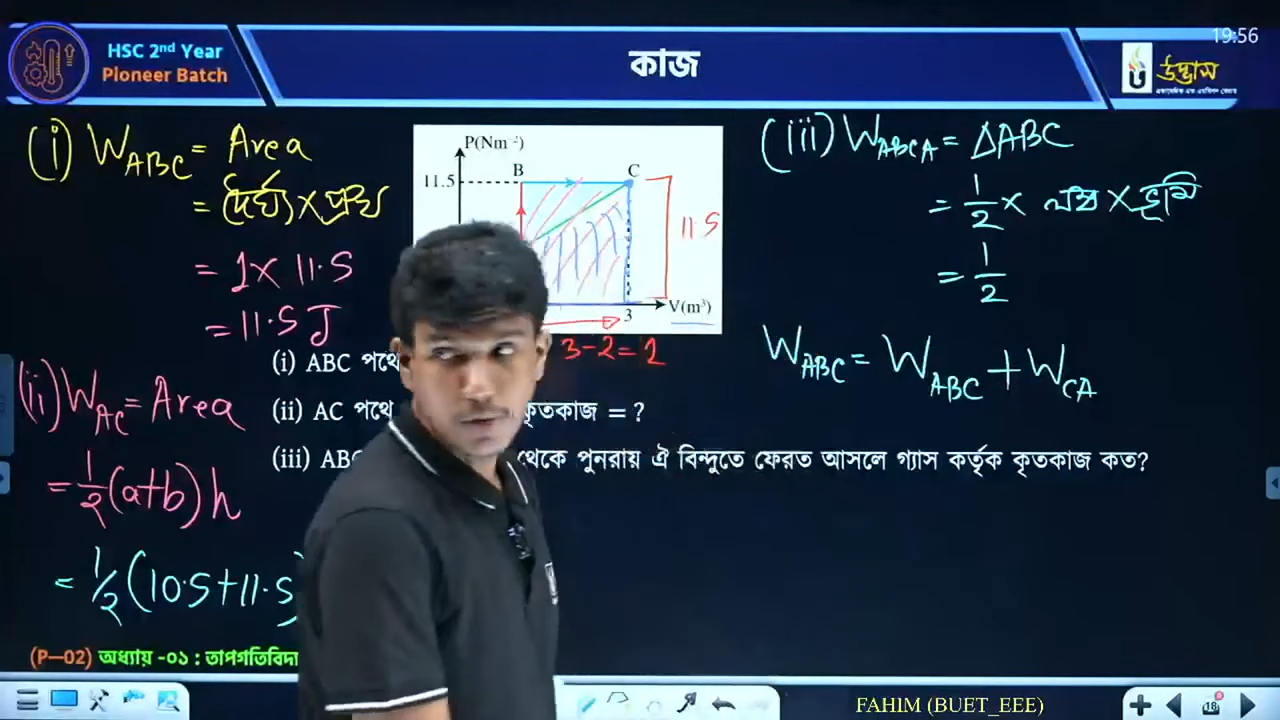 19:56
HSC 2nd Year
Pioneer Batch
কাজ
উদ্ভাস
(i) W_ABC = Area
= দৈর্ঘ্য × প্রস্থ
= 1 × 11.5
= 11.5 J
P(Nm⁻²)
B
C
11.5
11.5
V(m³)
3
3-2=1
(i) ABC পথে
(ii) AC পথে কৃতকাজ = ?
(iii) ABC থেকে পুনরায় ঐ বিন্দুতে ফেরত আসলে গ্যাস কর্তৃক কৃতকাজ কত?
(ii) W_AC = Area
= 1/2 (a+b) h
= 1/2 (10.5+11.5)
(iii) W_ABCA = ΔABC
= 1/2 × লম্ব × ভূমি
= 1/2
W_ABC = W_ABC + W_CA
(P–02) অধ্যায় -০১ : তাপগতিবিদ্যা
FAHIM (BUET_EEE)
18